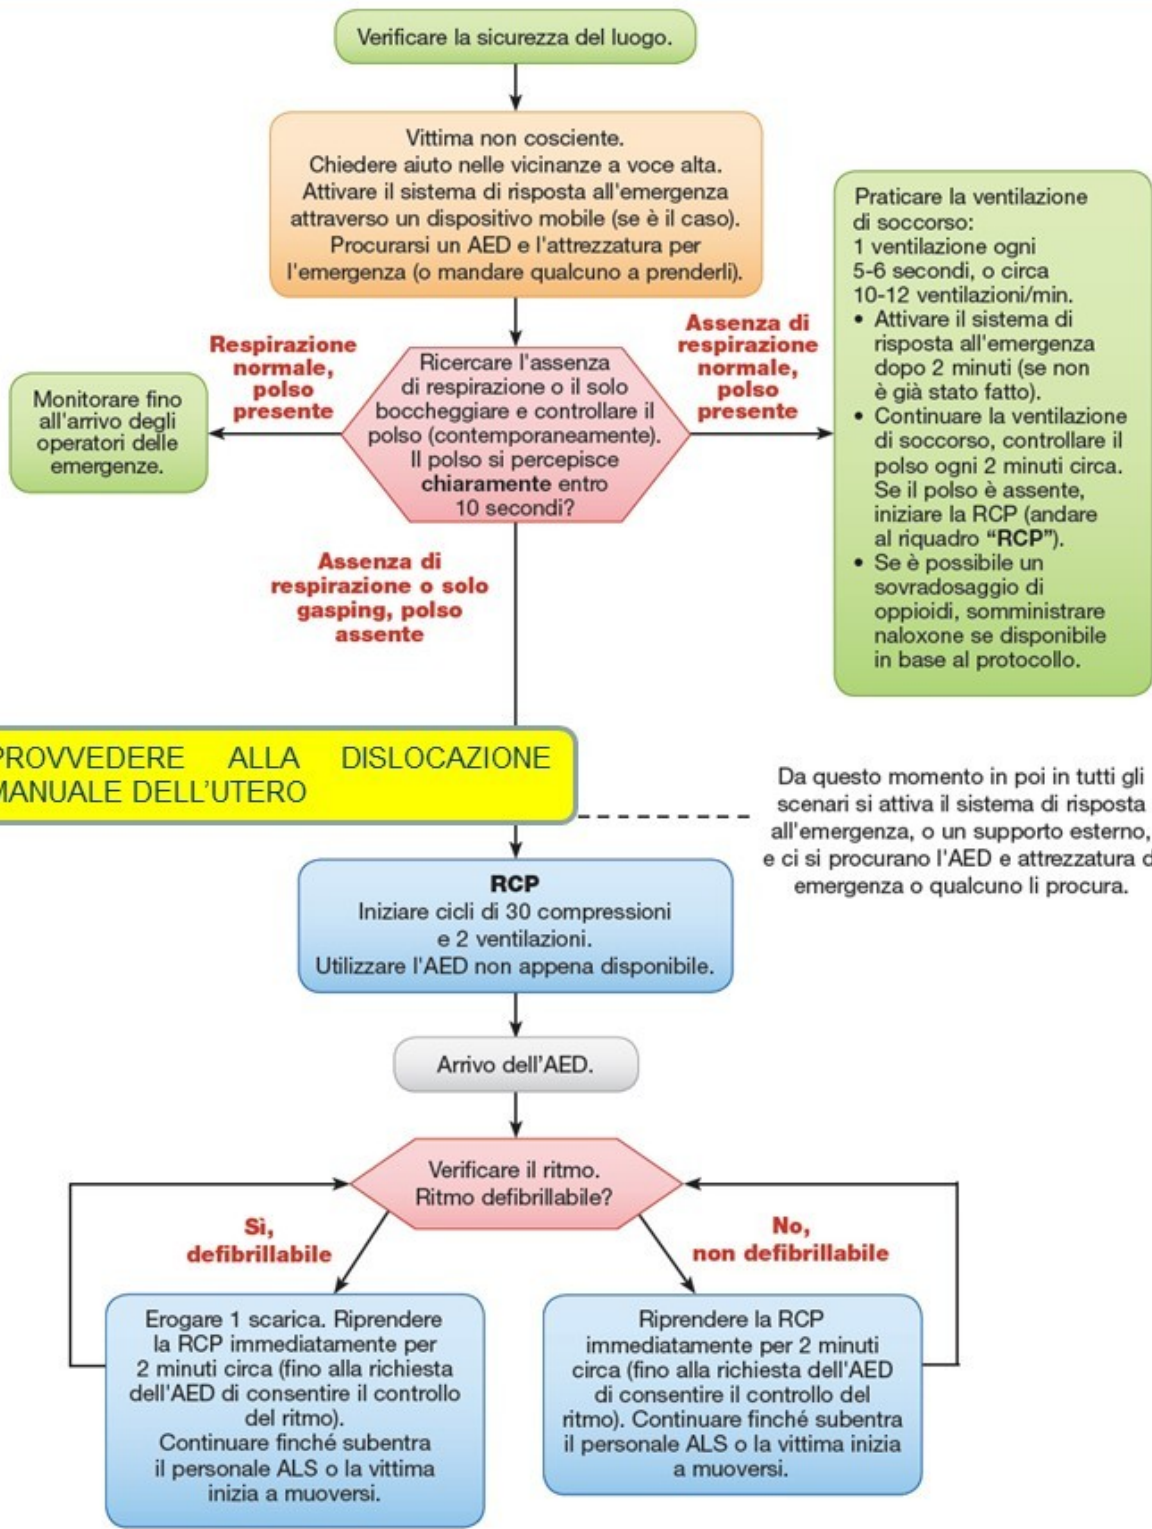 Verificare la sicurezza del luogo.
Vittima non cosciente.
Chiedere aiuto nelle vicinanze a voce alta.
Attivare il sistema di risposta all'emergenza
attraverso un dispositivo mobile (se è il caso).
Procurarsi un AED e l'attrezzatura per
l'emergenza (o mandare qualcuno a prenderli).
Respirazione
normale,
polso
presente
Monitorare fino
all'arrivo degli
operatori delle
emergenze.
Ricercare l'assenza
di respirazione o il solo
boccheggiare e controllare il
polso (contemporaneamente).
Il polso si percepisce
chiaramente entro
10 secondi?
Assenza di
respirazione
normale,
polso
presente
Praticare la ventilazione
di soccorso:
1 ventilazione ogni
5-6 secondi, o circa
10-12 ventilazioni/min.
• Attivare il sistema di
risposta all'emergenza
dopo 2 minuti (se non
è già stato fatto).
• Continuare la ventilazione
di soccorso, controllare il
polso ogni 2 minuti circa.
Se il polso è assente,
iniziare la RCP (andare
al riquadro “RCP”).
• Se è possibile un
sovradosaggio di
oppioidi, somministrare
naloxone se disponibile
in base al protocollo.
Assenza di
respirazione o solo
gasping, polso
assente
PROVVEDERE ALLA DISLOCAZIONE
MANUALE DELL'UTERO
Da questo momento in poi in tutti gli
scenari si attiva il sistema di risposta
all'emergenza, o un supporto esterno,
e ci si procurano l'AED e attrezzatura d
emergenza o qualcuno li procura.
RCP
Iniziare cicli di 30 compressioni
e 2 ventilazioni.
Utilizzare l'AED non appena disponibile.
Arrivo dell'AED.
Verificare il ritmo.
Ritmo defibrillabile?
Sì,
defibrillabile
No,
non defibrillabile
Erogare 1 scarica. Riprendere
la RCP immediatamente per
2 minuti circa (fino alla richiesta
dell'AED di consentire il controllo
del ritmo).
Continuare finché subentra
il personale ALS o la vittima
inizia a muoversi.
Riprendere la RCP
immediatamente per 2 minuti
circa (fino alla richiesta dell'AED
di consentire il controllo del
ritmo). Continuare finché subentra
il personale ALS o la vittima inizia
a muoversi.